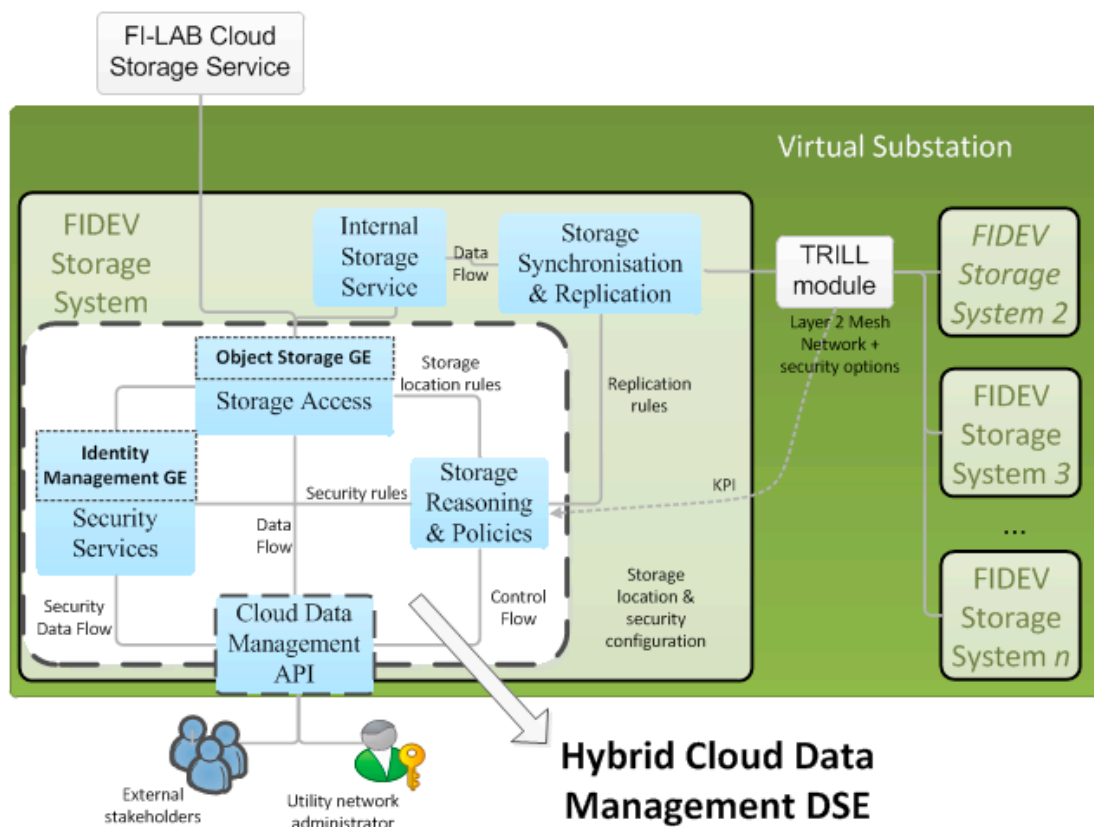 FI-LAB Cloud
Storage Service
Virtual Substation
FIDEV
Storage
System
Internal
Storage
Service
Data
Flow
Storage
Synchronisation
& Replication
TRILL
module
Layer 2 Mesh
Network +
security options
FIDEV
Storage
System 2
Object Storage GE
Storage Access
Storage
location rules
Replication
rules
FIDEV
Storage
System 3
Identity
Management GE
Security
Services
Security rules
Storage
Reasoning
& Policies
KPI
...
Data
Flow
FIDEV
Storage
System n
Security
Data Flow
Cloud Data
Management
API
Control
Flow
Storage
location &
security
configuration
External
stakeholders
Utility network
administrator
Hybrid Cloud Data
Management DSE